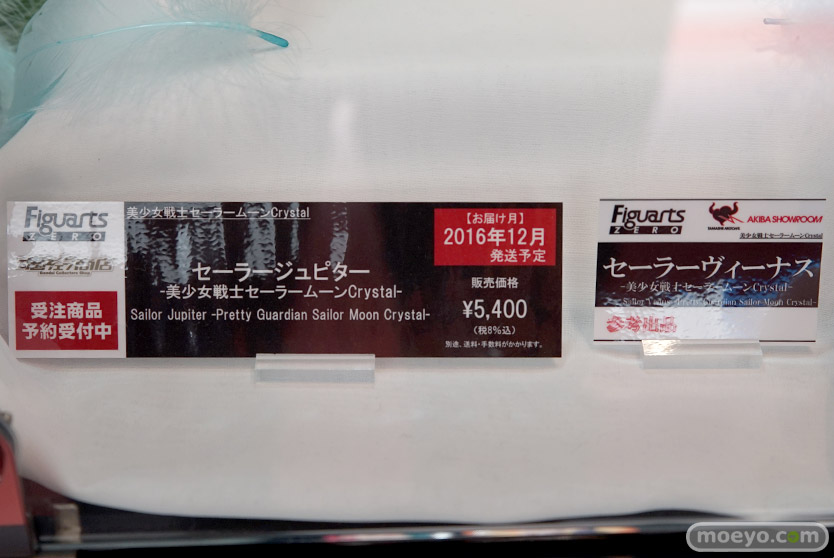 Figuarts
ZERO
魂ウェブ商店
受注商品
予約受付中
美少女戦士セーラームーンCrystal
セーラージュピター
-美少女戦士セーラームーンCrystal-
Sailor Jupiter -Pretty Guardian Sailor Moon Crystal-
【お届け月】
2016年12月
発送予定
販売価格
¥5,400
(税8%込)
別途、送料・手数料がかかります。
Figuarts
ZERO
AKIBA SHOWROOM
美少女戦士セーラームーンCrystal
セーラーヴィーナス
-美少女戦士セーラームーンCrystal-
Sailor Venus -Pretty Guardian Sailor Moon Crystal-
参考出品
moeyo.com